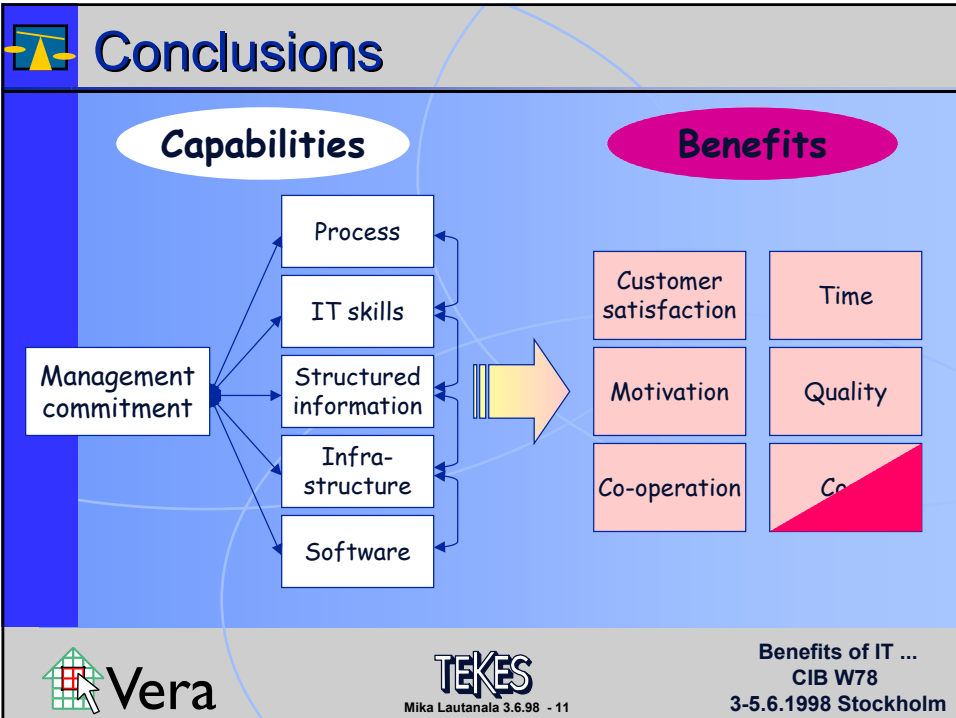 Conclusions
Capabilities
Benefits
Process
IT skills
Management
commitment
Structured
information
Infra-
structure
Software
Customer
satisfaction
Time
Motivation
Quality
Co-operation
Vera
TEKES
Mika Lautanala 3.6.98 - 11
Benefits of IT ...
CIB W78
3-5.6.1998 Stockholm